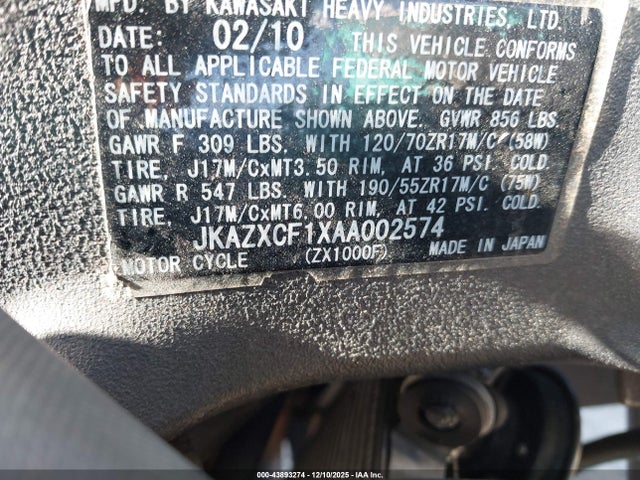 MFD. BY KAWASAKI HEAVY INDUSTRIES, LTD.
DATE: 02/10 THIS VEHICLE CONFORMS
TO ALL APPLICABLE FEDERAL MOTOR VEHICLE
SAFETY STANDARDS IN EFFECT ON THE DATE
OF MANUFACTURE SHOWN ABOVE. GVWR 856 LBS.
GAWR F 309 LBS. WITH 120/70ZR17M/C (58W)
TIRE, J17M/CxMT3.50 RIM, AT 36 PSI. COLD.
GAWR R 547 LBS. WITH 190/55ZR17M/C (75W)
TIRE, J17M/CxMT6.00 RIM, AT 42 PSI. COLD.
JKAZXCF1XAA002574
MOTOR CYCLE (ZX1000F) MADE IN JAPAN
000-43893274 | 12/10/2025 - IAA Inc.